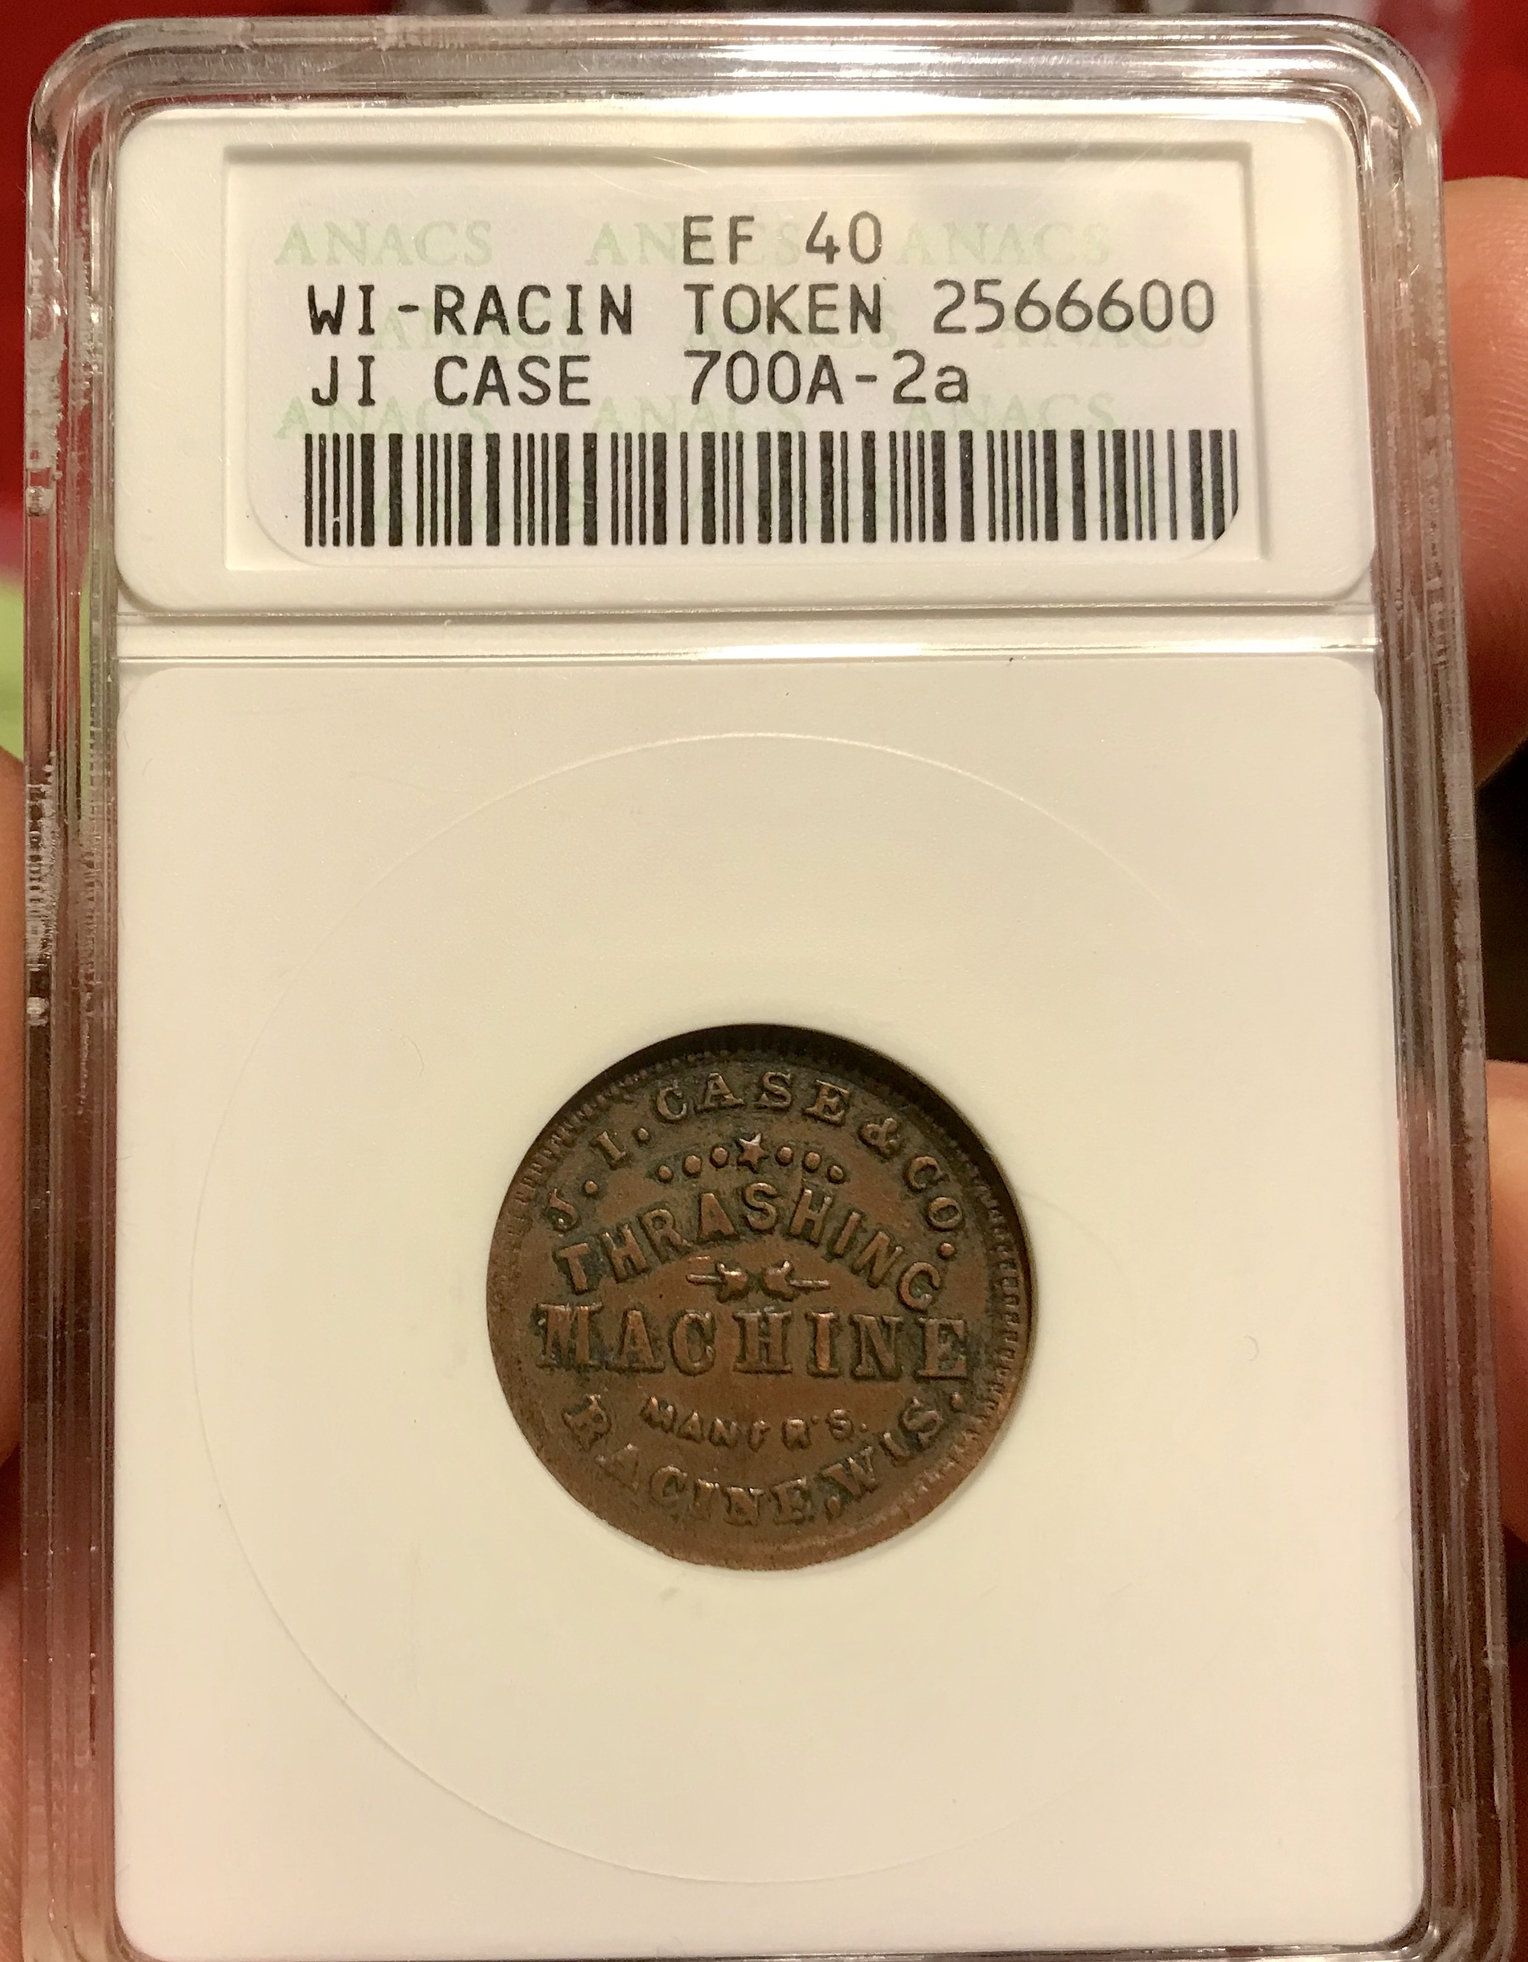 ANACS ANACS ANACS
EF 40
WI-RACIN TOKEN 2566600
JI CASE 700A-2a
J. I. CASE & CO.
THRASHING
MACHINE
MANFR'S.
RACINE, WIS.